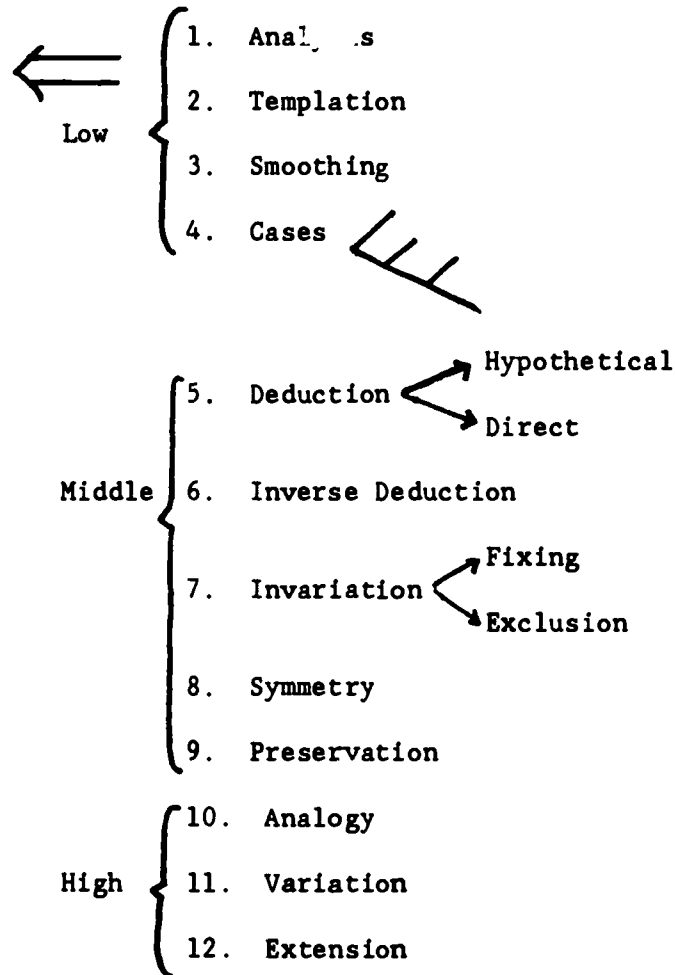 1. 
Low
2. Templation
3. Smoothing
4. Cases
Hypothetical
5. Deduction
Direct
Middle
6. Inverse Deduction
Fixing
7. Invariation
Exclusion
8. Symmetry
9. Preservation
10. Analogy
High
11. Variation
12. Extension